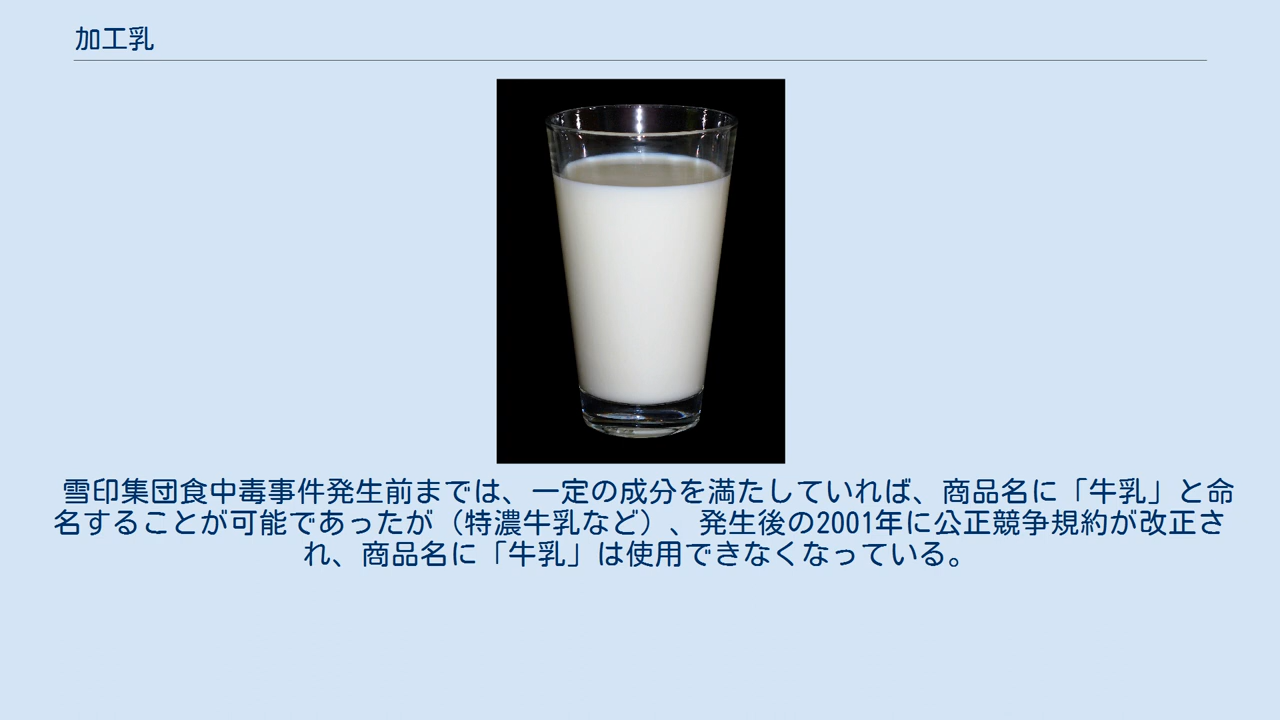 加工乳
雪印集団食中毒事件発生前までは、一定の成分を満たしていれば、商品名に「牛乳」と命
名することが可能であったが（特濃牛乳など）、発生後の2001年に公正競争規約が改正さ
れ、商品名に「牛乳」は使用できなくなっている。